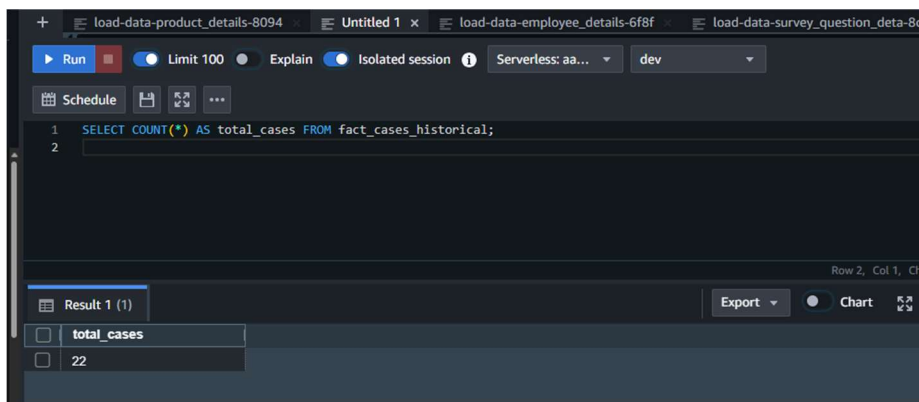 + load-data-product_details-8094 × Untitled 1 × load-data-employee_details-6f8f × load-data-survey_question_deta-8
Run Limit 100 Explain Isolated session Serverless: aa... dev
Schedule
1 SELECT COUNT(*) AS total_cases FROM fact_cases_historical;
2
Row 2, Col 1, Ch
Result 1 (1) Export Chart
total_cases
22